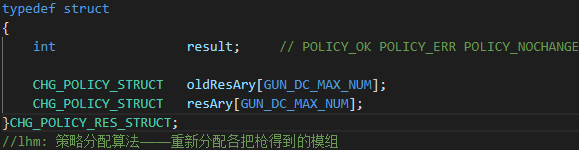 typedef struct
{
int result; // POLICY_OK POLICY_ERR POLICY_NOCHANGE
CHG_POLICY_STRUCT oldResAry[GUN_DC_MAX_NUM];
CHG_POLICY_STRUCT resAry[GUN_DC_MAX_NUM];
}CHG_POLICY_RES_STRUCT;
//lhm: 策略分配算法————重新分配各把枪得到的模组